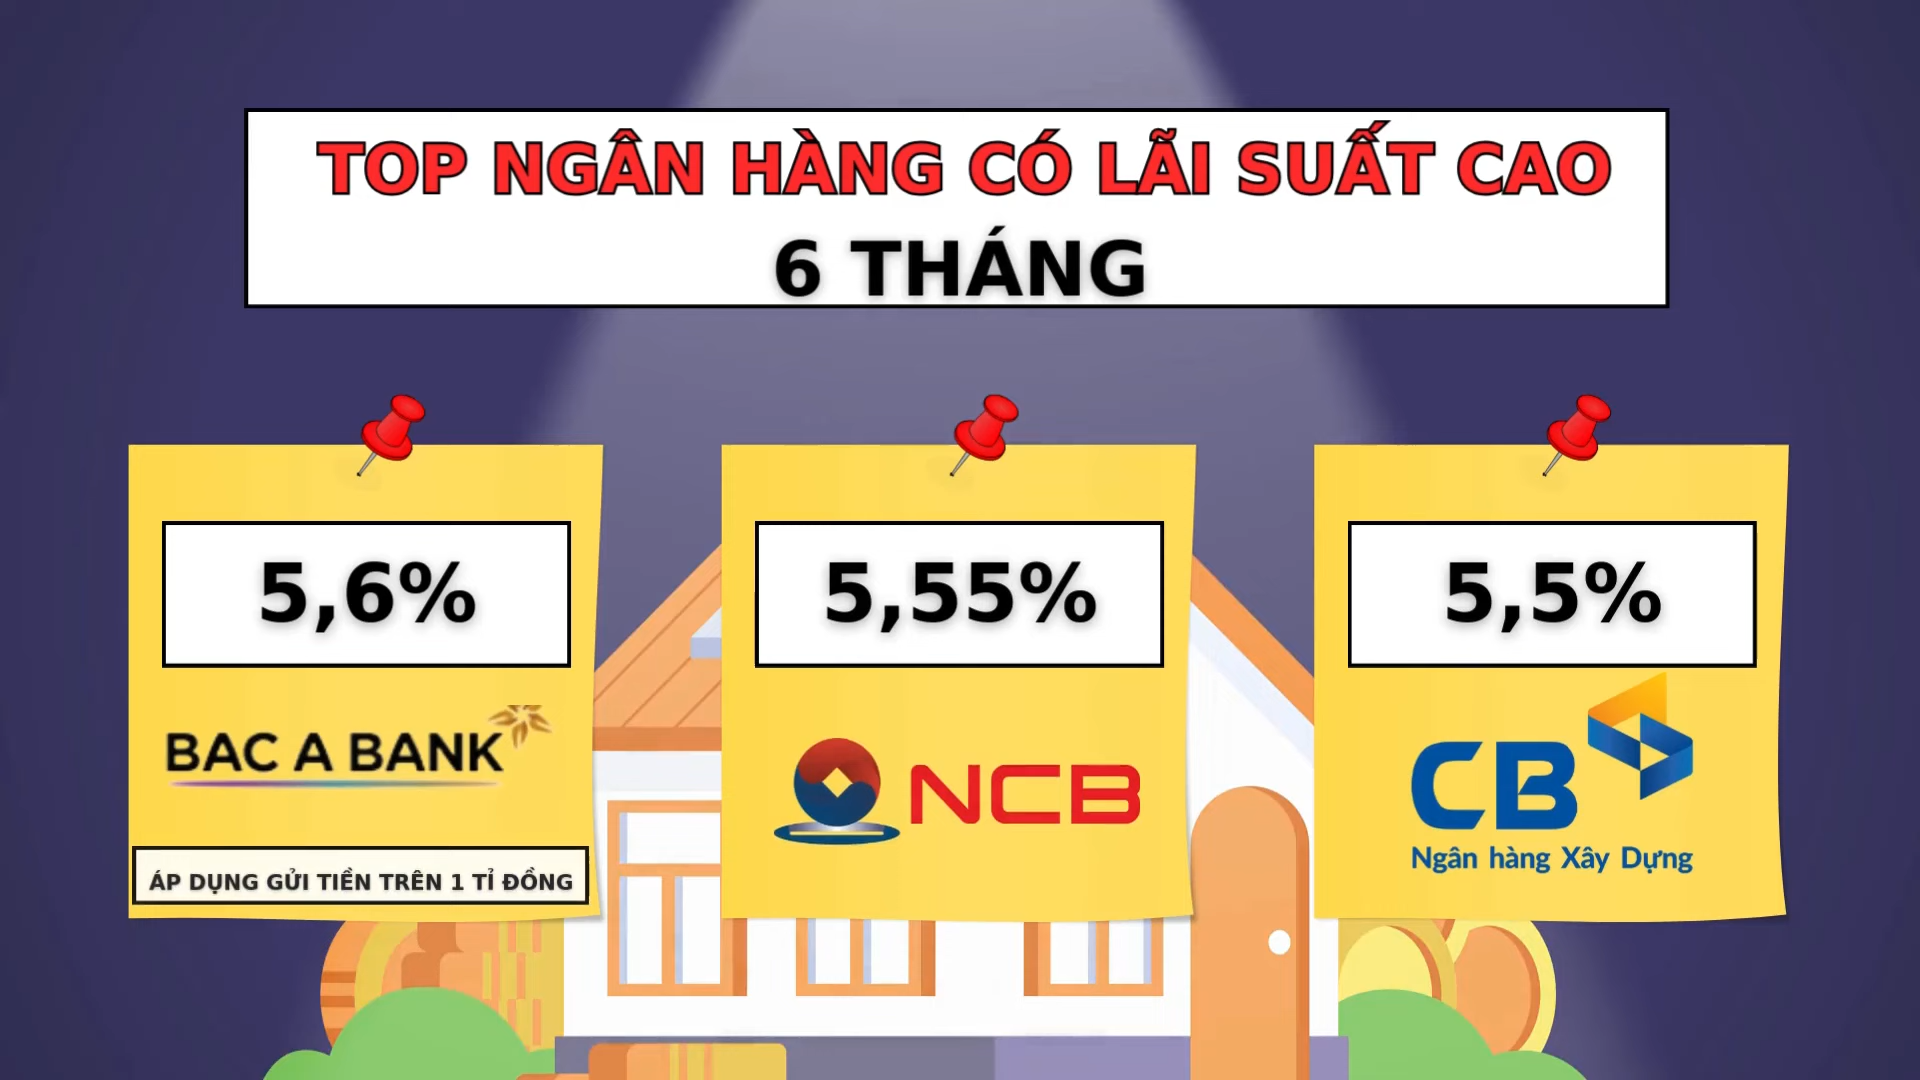 TOP NGÂN HÀNG CÓ LÃI SUẤT CAO
6 THÁNG
5,6%
BAC A BANK
ÁP DỤNG GỬI TIỀN TRÊN 1 TỈ ĐỒNG
5,55%
NCB
5,5%
CB
Ngân hàng Xây Dựng